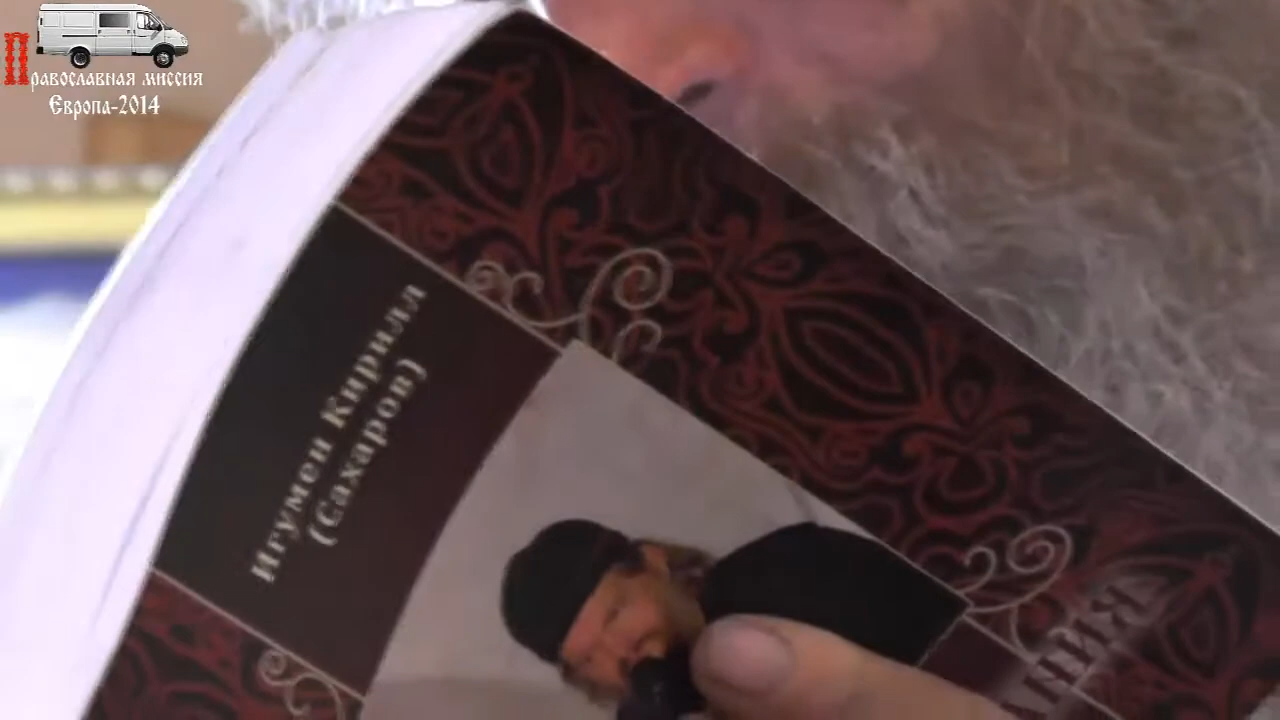 Православная миссия
Европа-2014
Игумен Кирилл
(Сахаров)